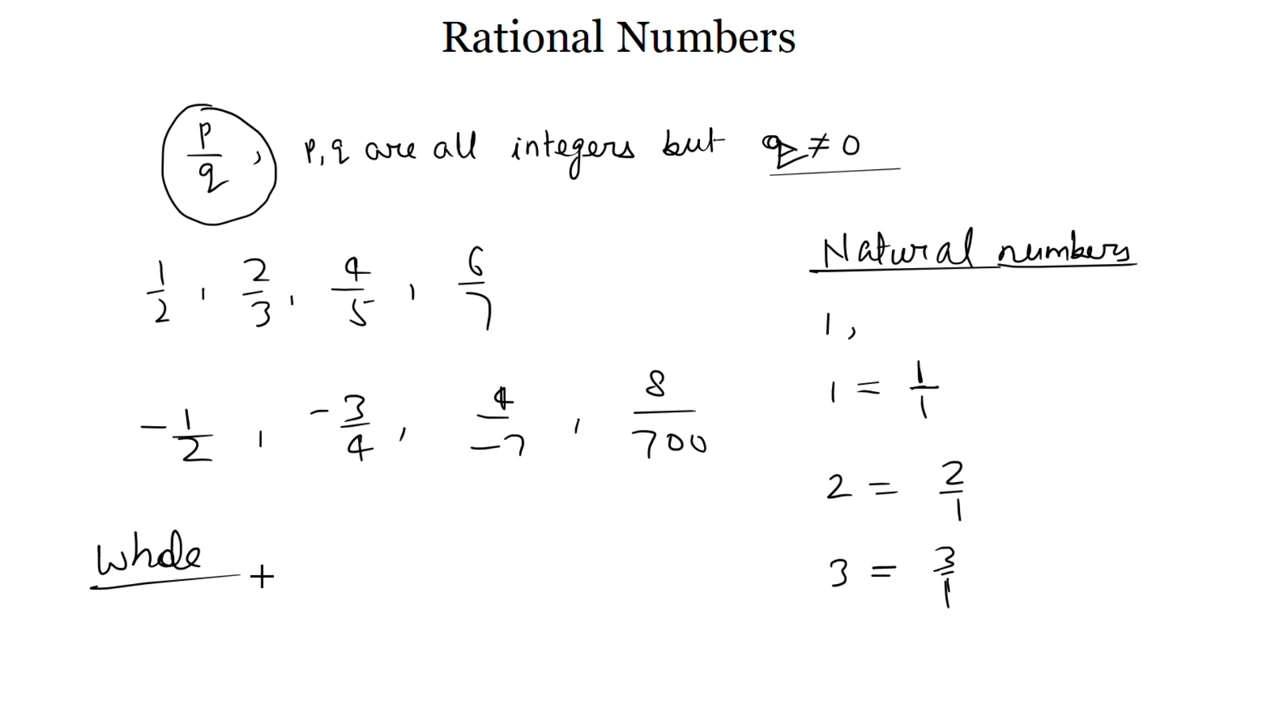 Rational Numbers
p/q, p,q are all integers but q ≠ 0
1/2, 2/3, 4/5, 6/7
-1/2, -3/4, 4/-7, 8/700
Whole
Natural numbers
1,
1 = 1/1
2 = 2/1
3 = 3/1